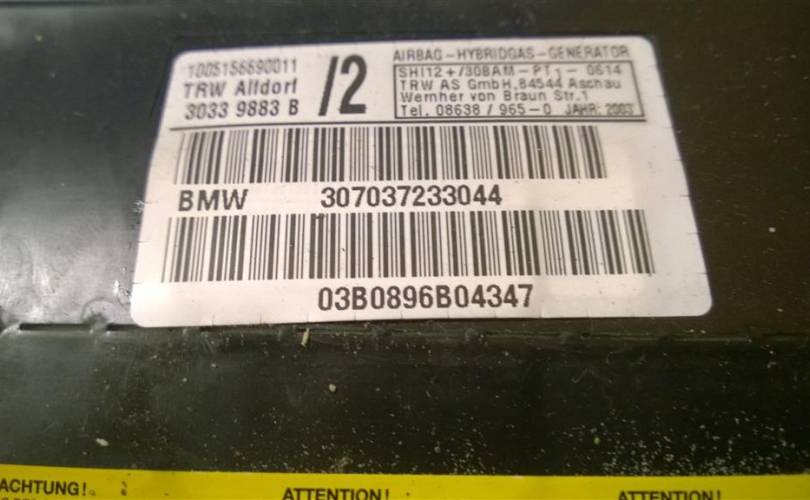 1005156690011
TRW Alfdorf
3033 9883 B
/2
AIRBAG-HYBRIDGAS-GENERATOR
SHI12+/308AM-PT1-0614
TRW AS GmbH,84544 Aschau
Wernher von Braun Str.1
Tel. 08638/965-0 JAHR: 2003
BMW 307037233044
03B0896B04347
ACHTUNG!
ATTENTION!
ATTENTION!